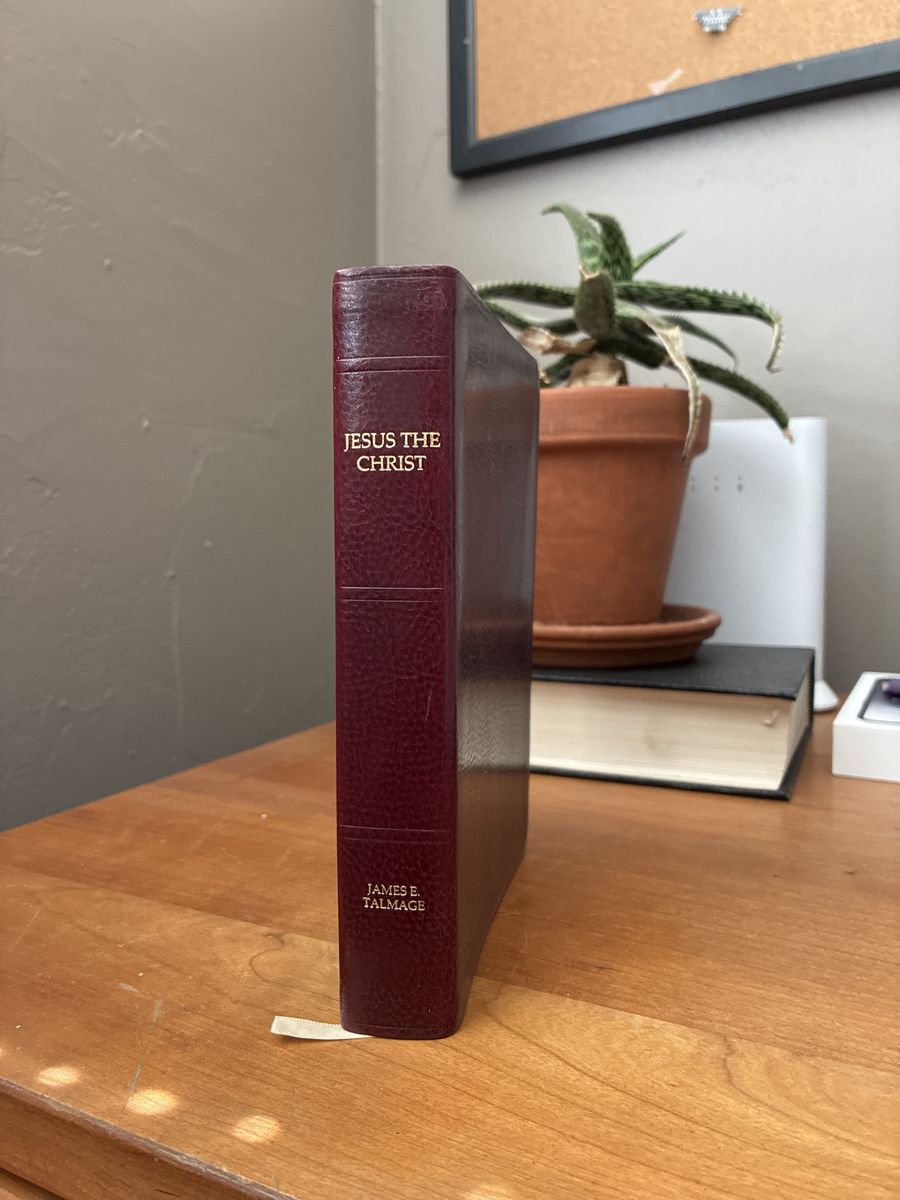 JESUS THE
CHRIST
JAMES E.
TALMAGE